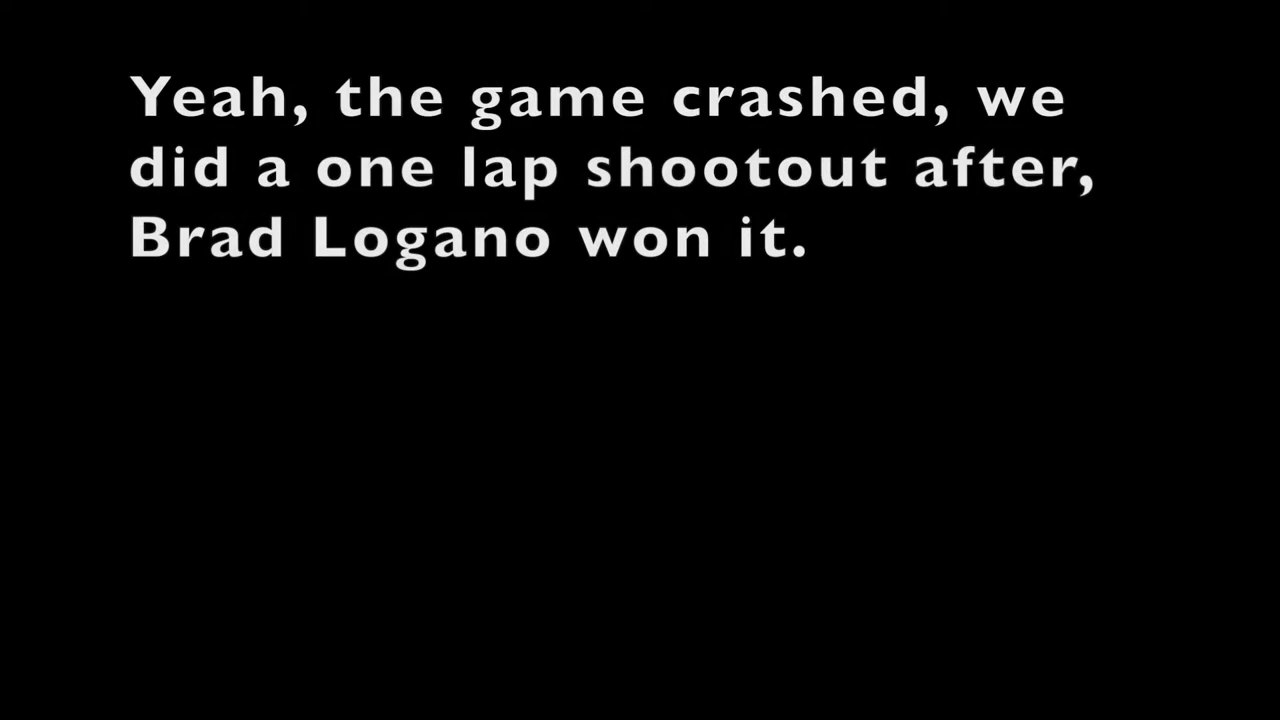 Yeah, the game crashed, we
did a one lap shootout after,
Brad Logano won it.